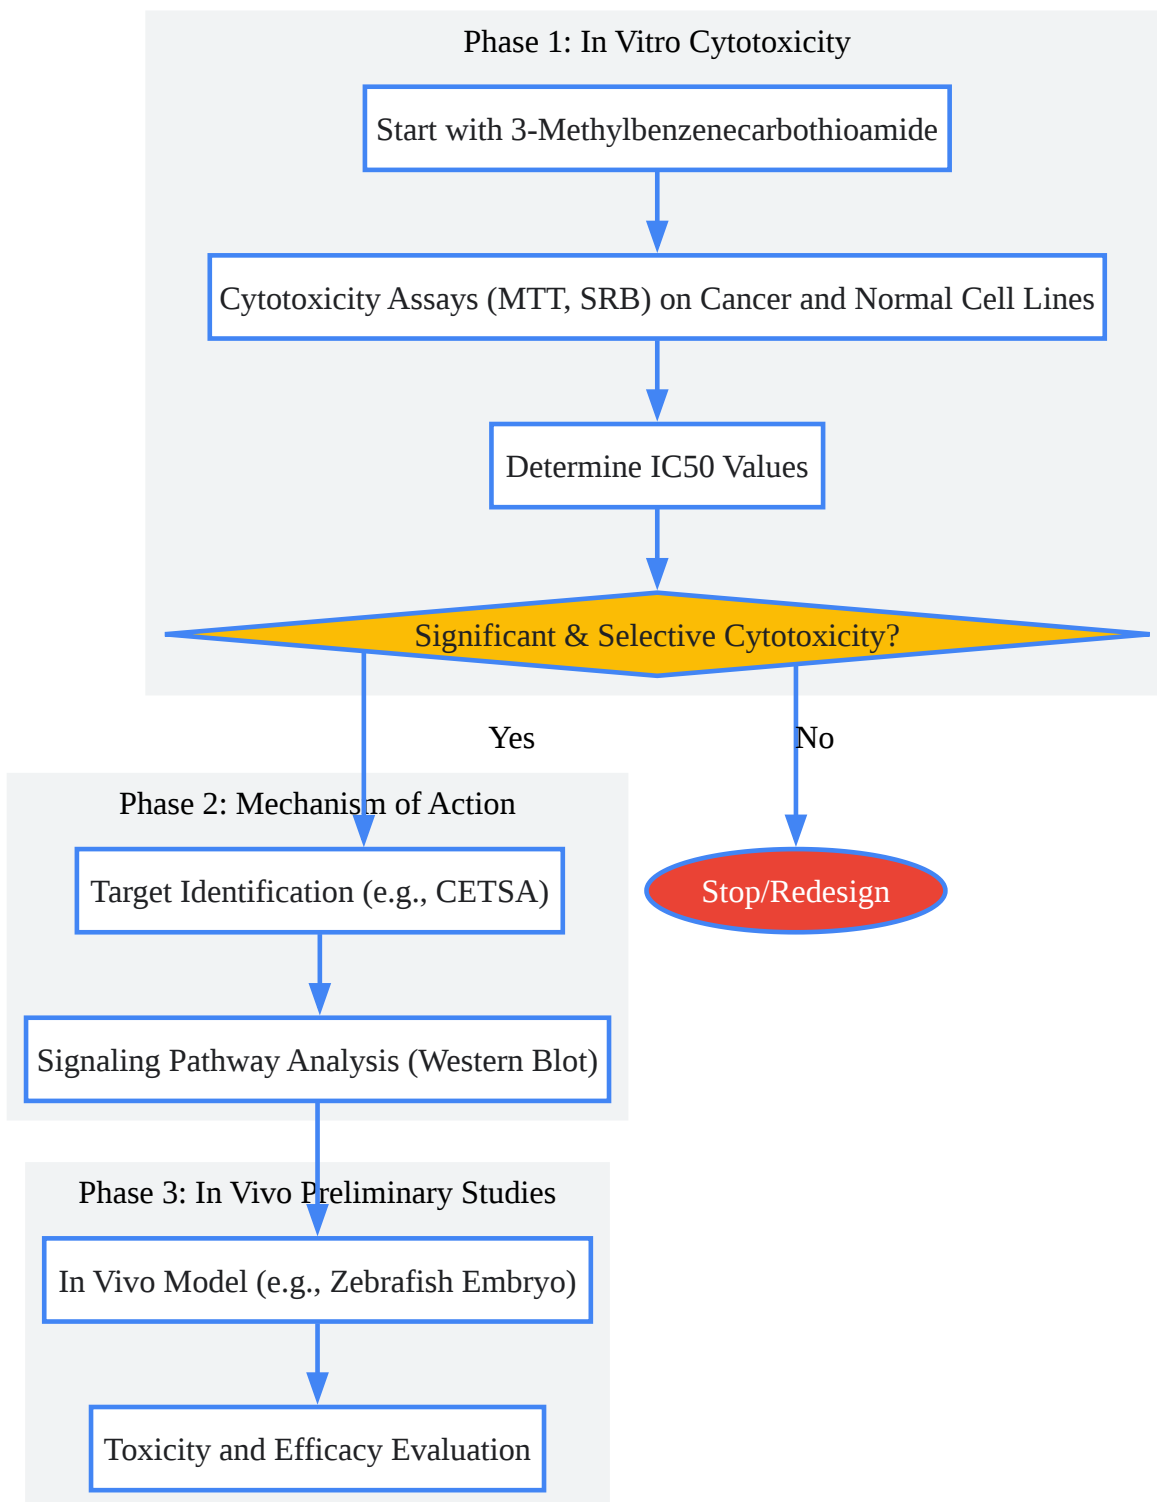 Phase 1: In Vitro Cytotoxicity
Start with 3-Methylbenzenecarbothioamide
Cytotoxicity Assays (MTT, SRB) on Cancer and Normal Cell Lines
Determine IC50 Values
Significant & Selective Cytotoxicity?
Yes
No
Phase 2: Mechanism of Action
Target Identification (e.g., CETSA)
Stop/Redesign
Signaling Pathway Analysis (Western Blot)
Phase 3: In Vivo Preliminary Studies
In Vivo Model (e.g., Zebrafish Embryo)
Toxicity and Efficacy Evaluation